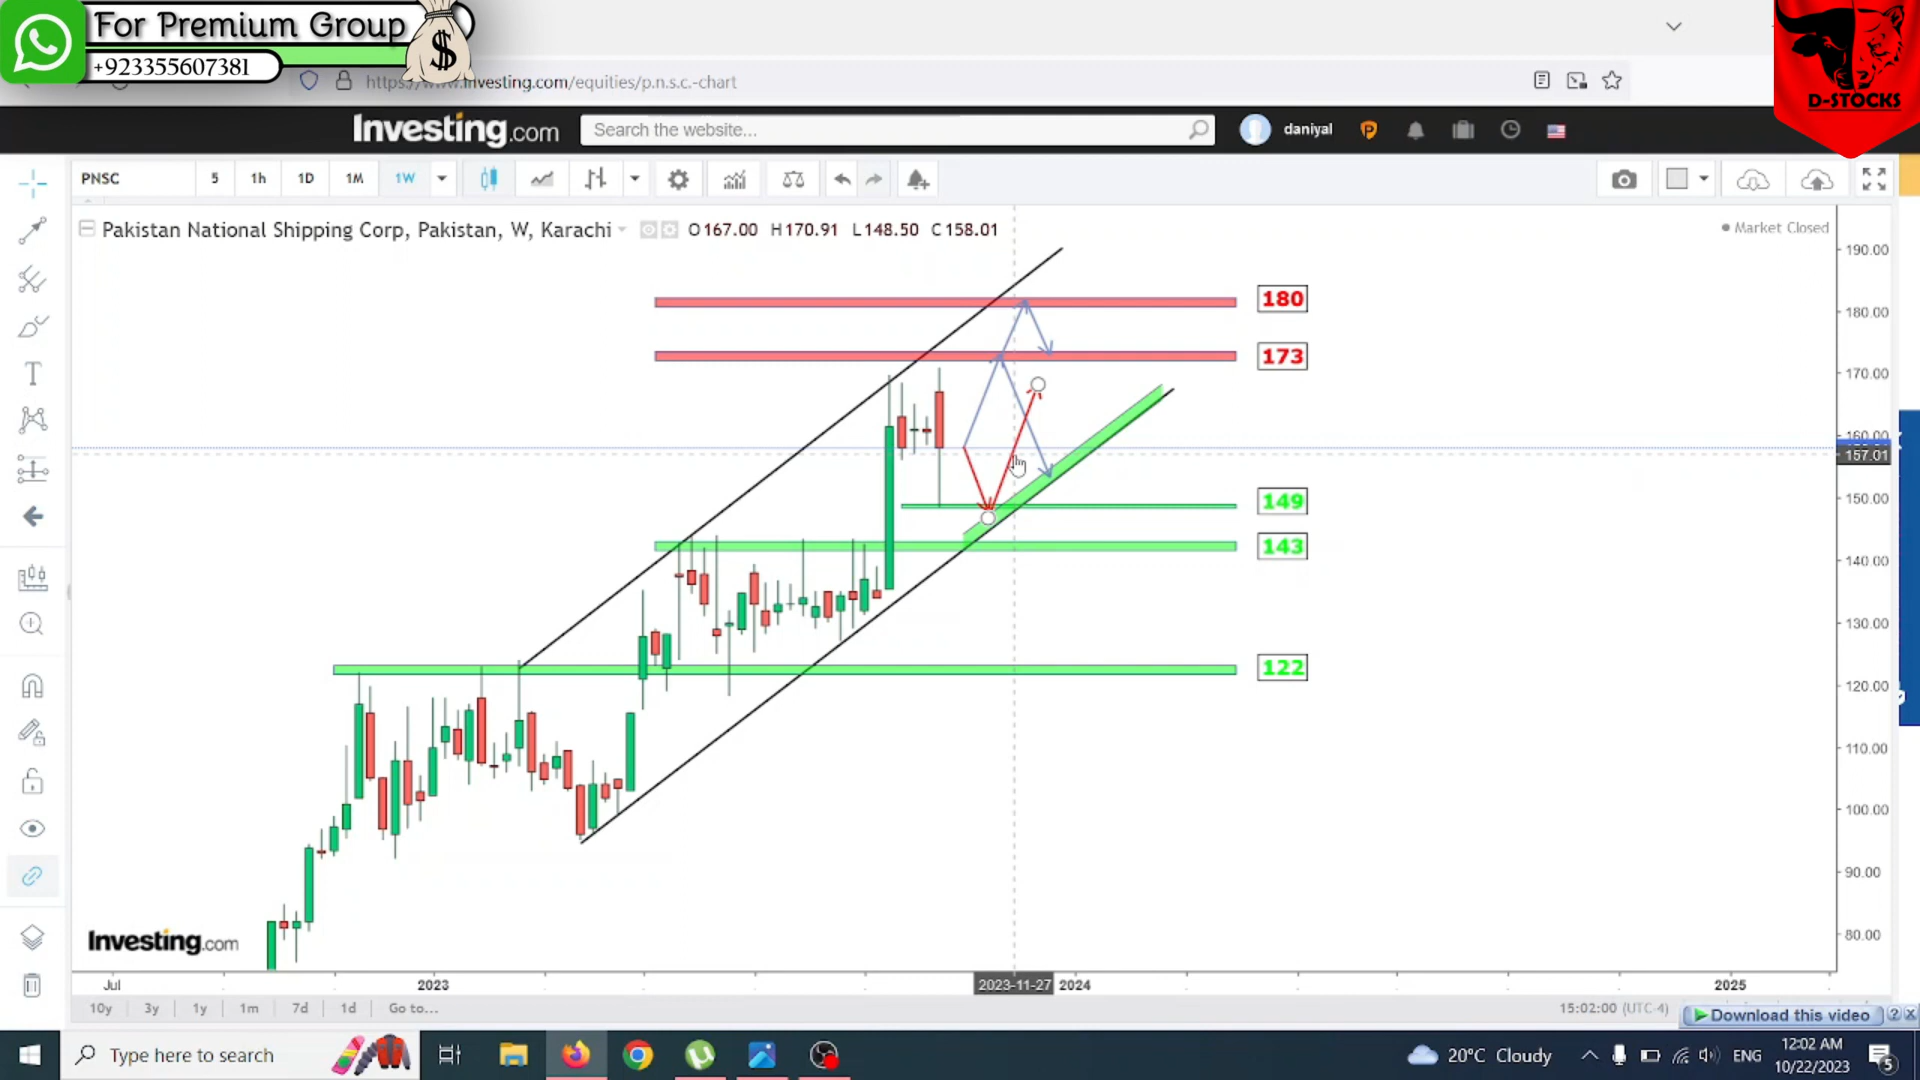 For Premium Group
+923355607381
$
D-STOCKS
https://www.investing.com/equities/p.n.s.c.-chart
Investing.com
Search the website...
daniyal
PNSC
5
1h
1D
1M
1W
Pakistan National Shipping Corp, Pakistan, W, Karachi
O167.00 H170.91 L148.50 C158.01
Market Closed
190.00
180.00
170.00
160.00
157.01
150.00
140.00
130.00
120.00
110.00
100.00
90.00
80.00
180
173
149
143
122
Investing.com
Jul
2023
2023-11-27
2024
2025
10y
3y
1y
1m
7d
1d
Go to...
15:02:00 (UTC-4)
Download this video
?
X
Type here to search
20°C Cloudy
ENG
12:02 AM
10/22/2023
5